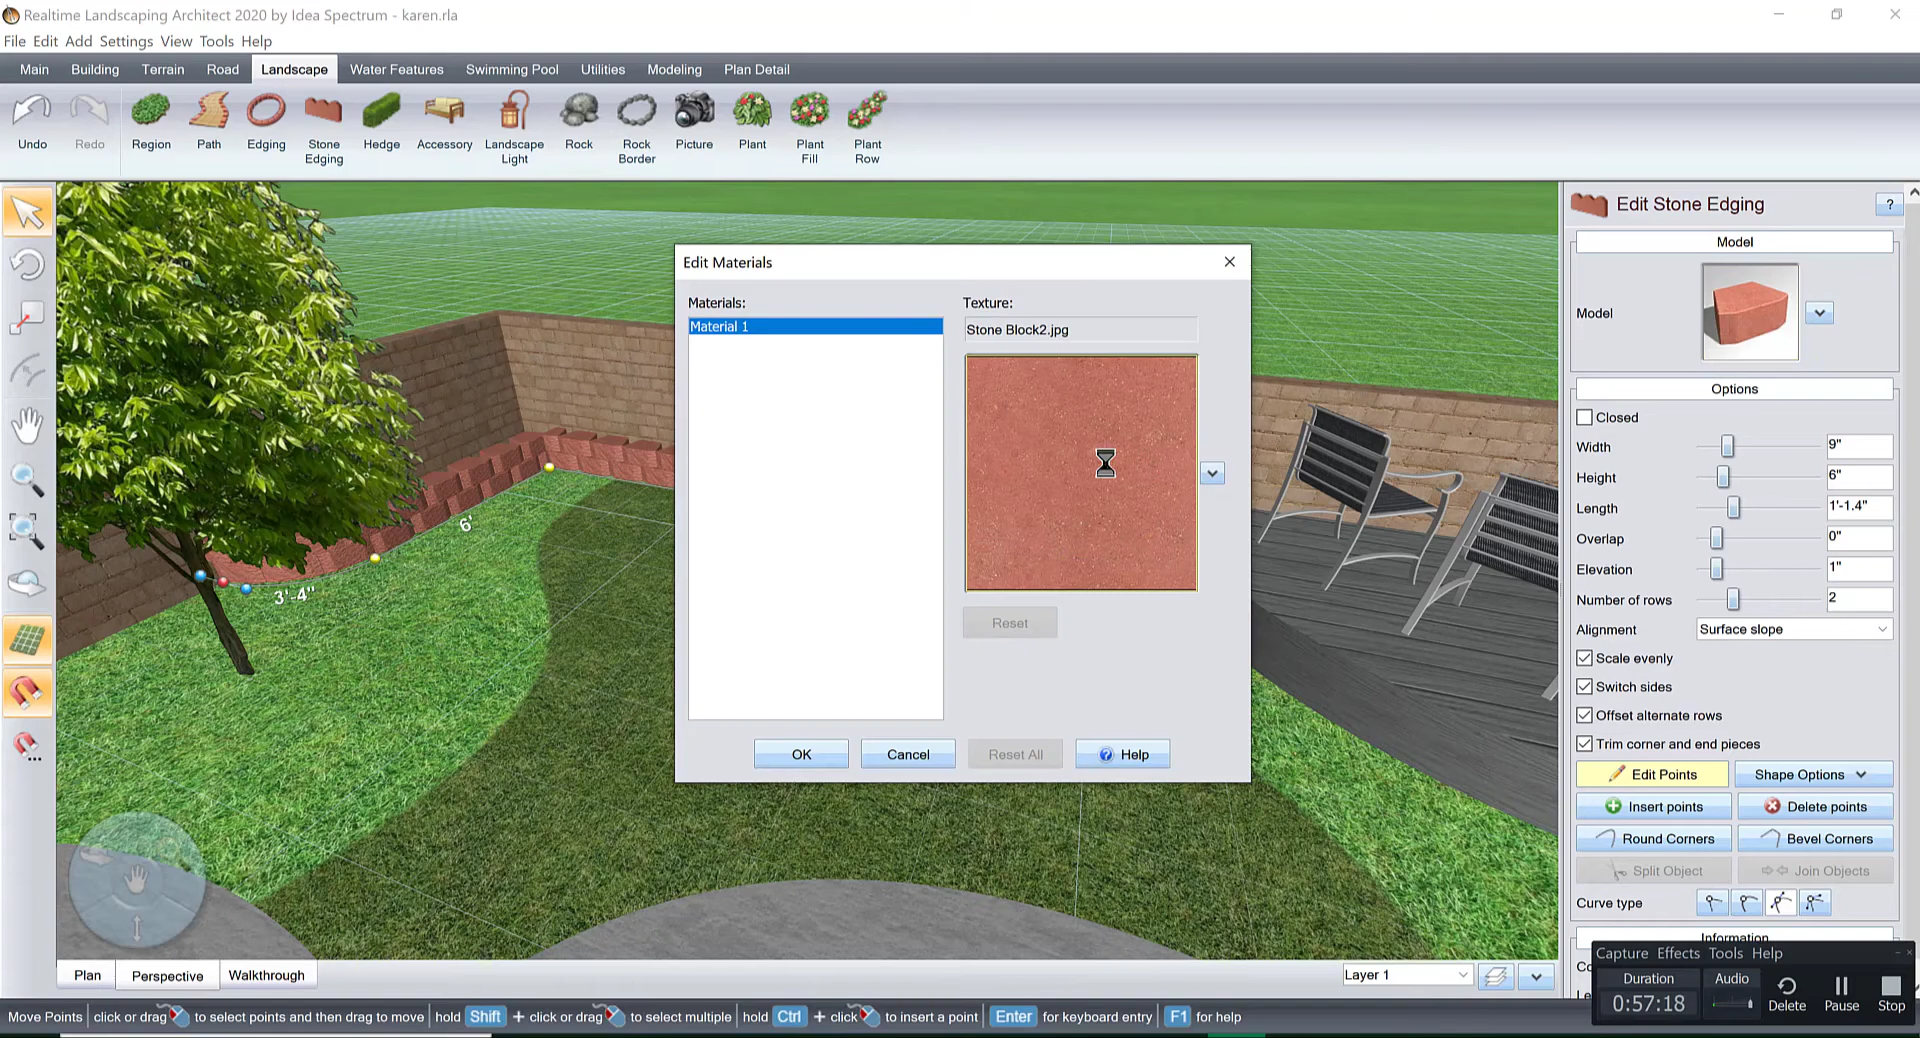 Realtime Landscaping Architect 2020 by Idea Spectrum - karen.rla
File Edit Add Settings View Tools Help
Main Building Terrain Road Landscape Water Features Swimming Pool Utilities Modeling Plan Detail
Undo Redo Region Path Edging Stone Edging Hedge Accessory Landscape Light Rock Rock Border Picture Plant Plant Fill Plant Row
Edit Stone Edging ?
Model
Model
Options
Closed
Width 9"
Height 6"
Length 1'-1.4"
Overlap 0"
Elevation 1"
Number of rows 2
Alignment Surface slope
Scale evenly
Switch sides
Offset alternate rows
Trim corner and end pieces
Edit Points Shape Options
Insert points Delete points
Round Corners Bevel Corners
Split Object Join Objects
Curve type
Information
Edit Materials
Materials: Texture:
Material 1 Stone Block2.jpg
Reset
OK Cancel Reset All Help
6'
3'-4"
Plan Perspective Walkthrough
Layer 1
Capture Effects Tools Help
Duration Audio
0:57:18 Delete Pause Stop
Move Points click or drag to select points and then drag to move hold Shift + click or drag to select multiple hold Ctrl + click to insert a point Enter for keyboard entry F1 for help